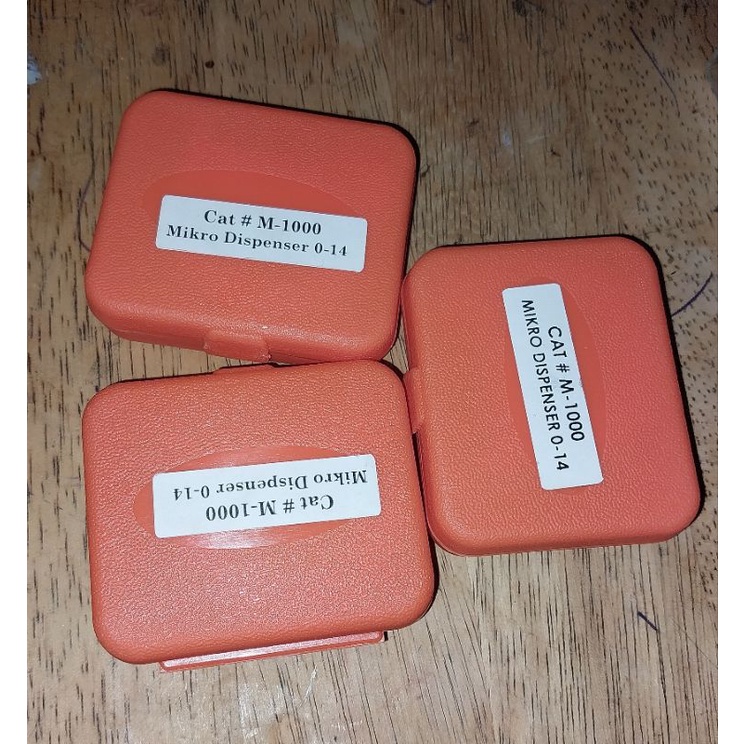 Cat # M-1000
Mikro Dispenser 0-14
CAT # M-1000
MIKRO DISPENSER 0-14
Cat # M-1000
Mikro Dispenser 0-14